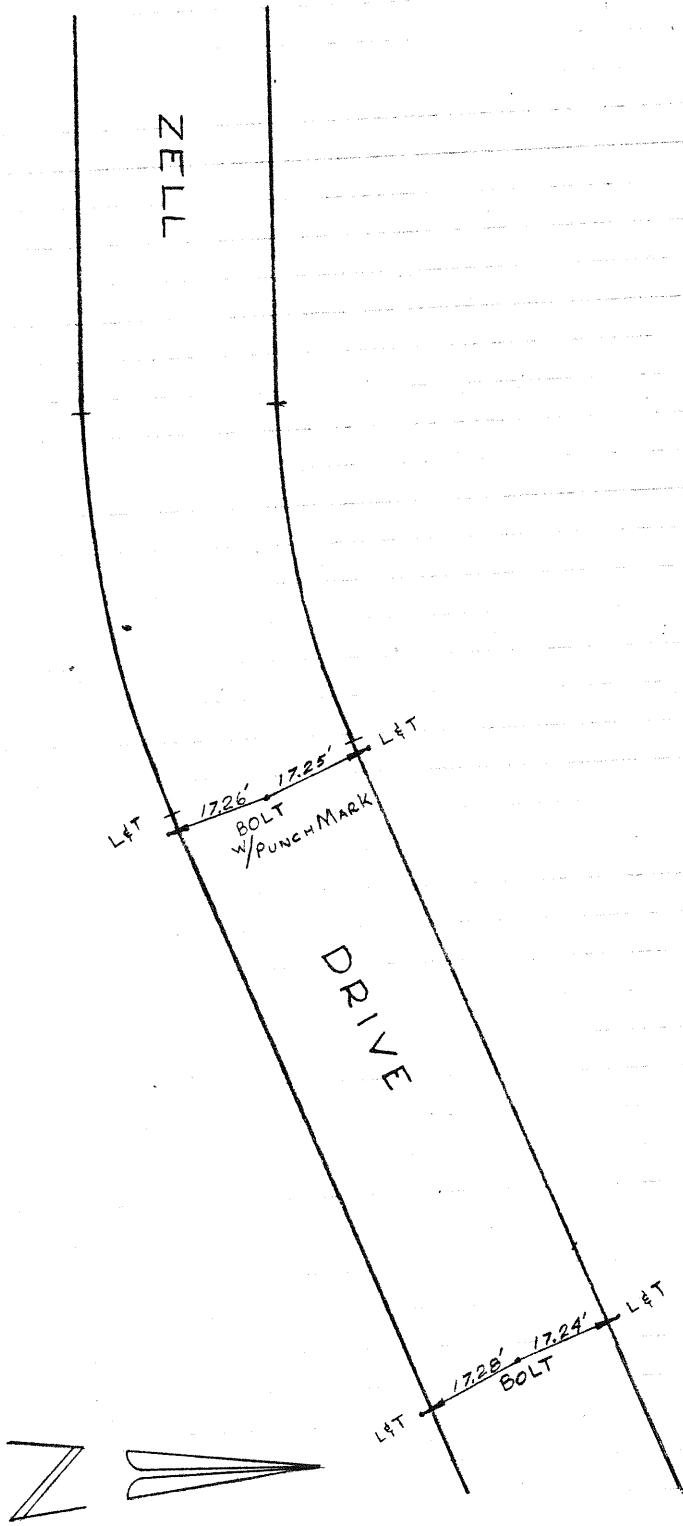 ZELL
L&T
17.25'
17.26'
BOLT
W/PUNCH MARK
L&T
DRIVE
L&T
17.24'
17.28'
BOLT
L&T
N